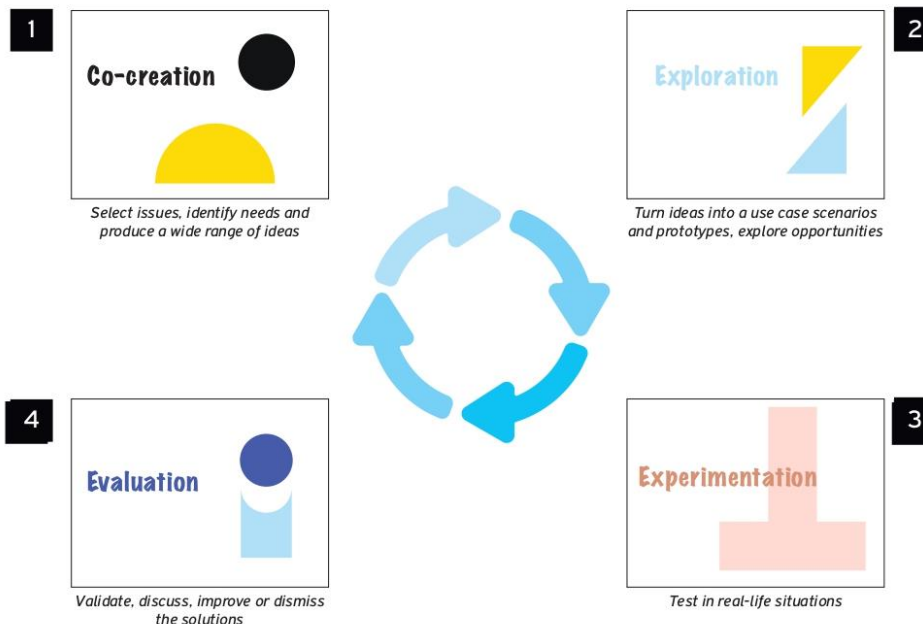 1
Co-creation
Select issues, identify needs and
produce a wide range of ideas
2
Exploration
Turn ideas into a use case scenarios
and prototypes, explore opportunities
3
Experimentation
Test in real-life situations
4
Evaluation
Validate, discuss, improve or dismiss
the solutions